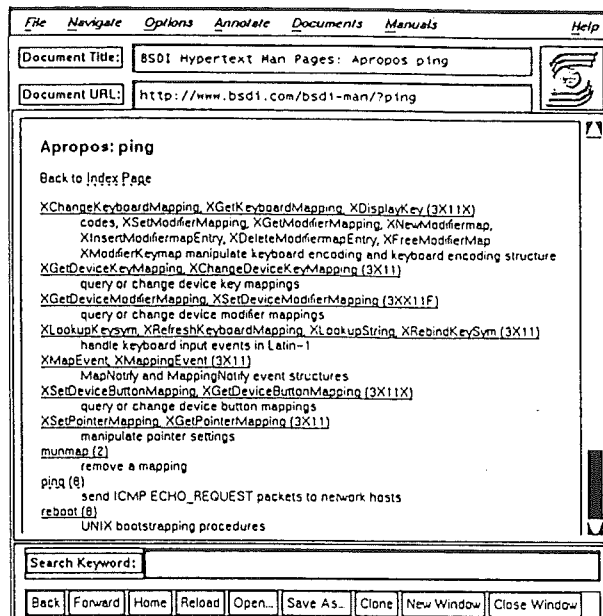 File Navigate Options Annotate Documents Manuals Help
Document Title: BSDI Hypertext Man Pages: Apropos ping
Document URL: http://www.bsdi.com/bsdi-man/?ping
Apropos: ping
Back to Index Page
XChangeKeyboardMapping, XGetKeyboardMapping, XDisplayKey (3X11X)
codes, XSetModifierMapping, XGetModifierMapping, XNewModifiermap,
XInsertModifiermapEntry, XDeleteModifiermapEntry, XFreeModifierMap
XModifierKeymap manipulate keyboard encoding and keyboard encoding structure
XGetDeviceKeyMapping, XChangeDeviceKeyMapping (3X11)
query or change device key mappings
XGetDeviceModifierMapping, XSetDeviceModifierMapping (3XX11F)
query or change device modifier mappings
XLookupKeysym, XRefreshKeyboardMapping, XLookupString, XRebindKeySym (3X11)
handle keyboard input events in Latin-1
XMapEvent, XMappingEvent (3X11)
MapNotify and MappingNotify event structures
XSetDeviceButtonMapping, XGetDeviceButtonMapping (3X11X)
query or change device button mappings
XSetPointerMapping, XGetPointerMapping (3X11)
manipulate pointer settings
munmap (2)
remove a mapping
ping (8)
send ICMP ECHO_REQUEST packets to network hosts
reboot (8)
UNIX bootstrapping procedures
Search Keyword:
Back Forward Home Reload Open... Save As... Clone New Window Close Window